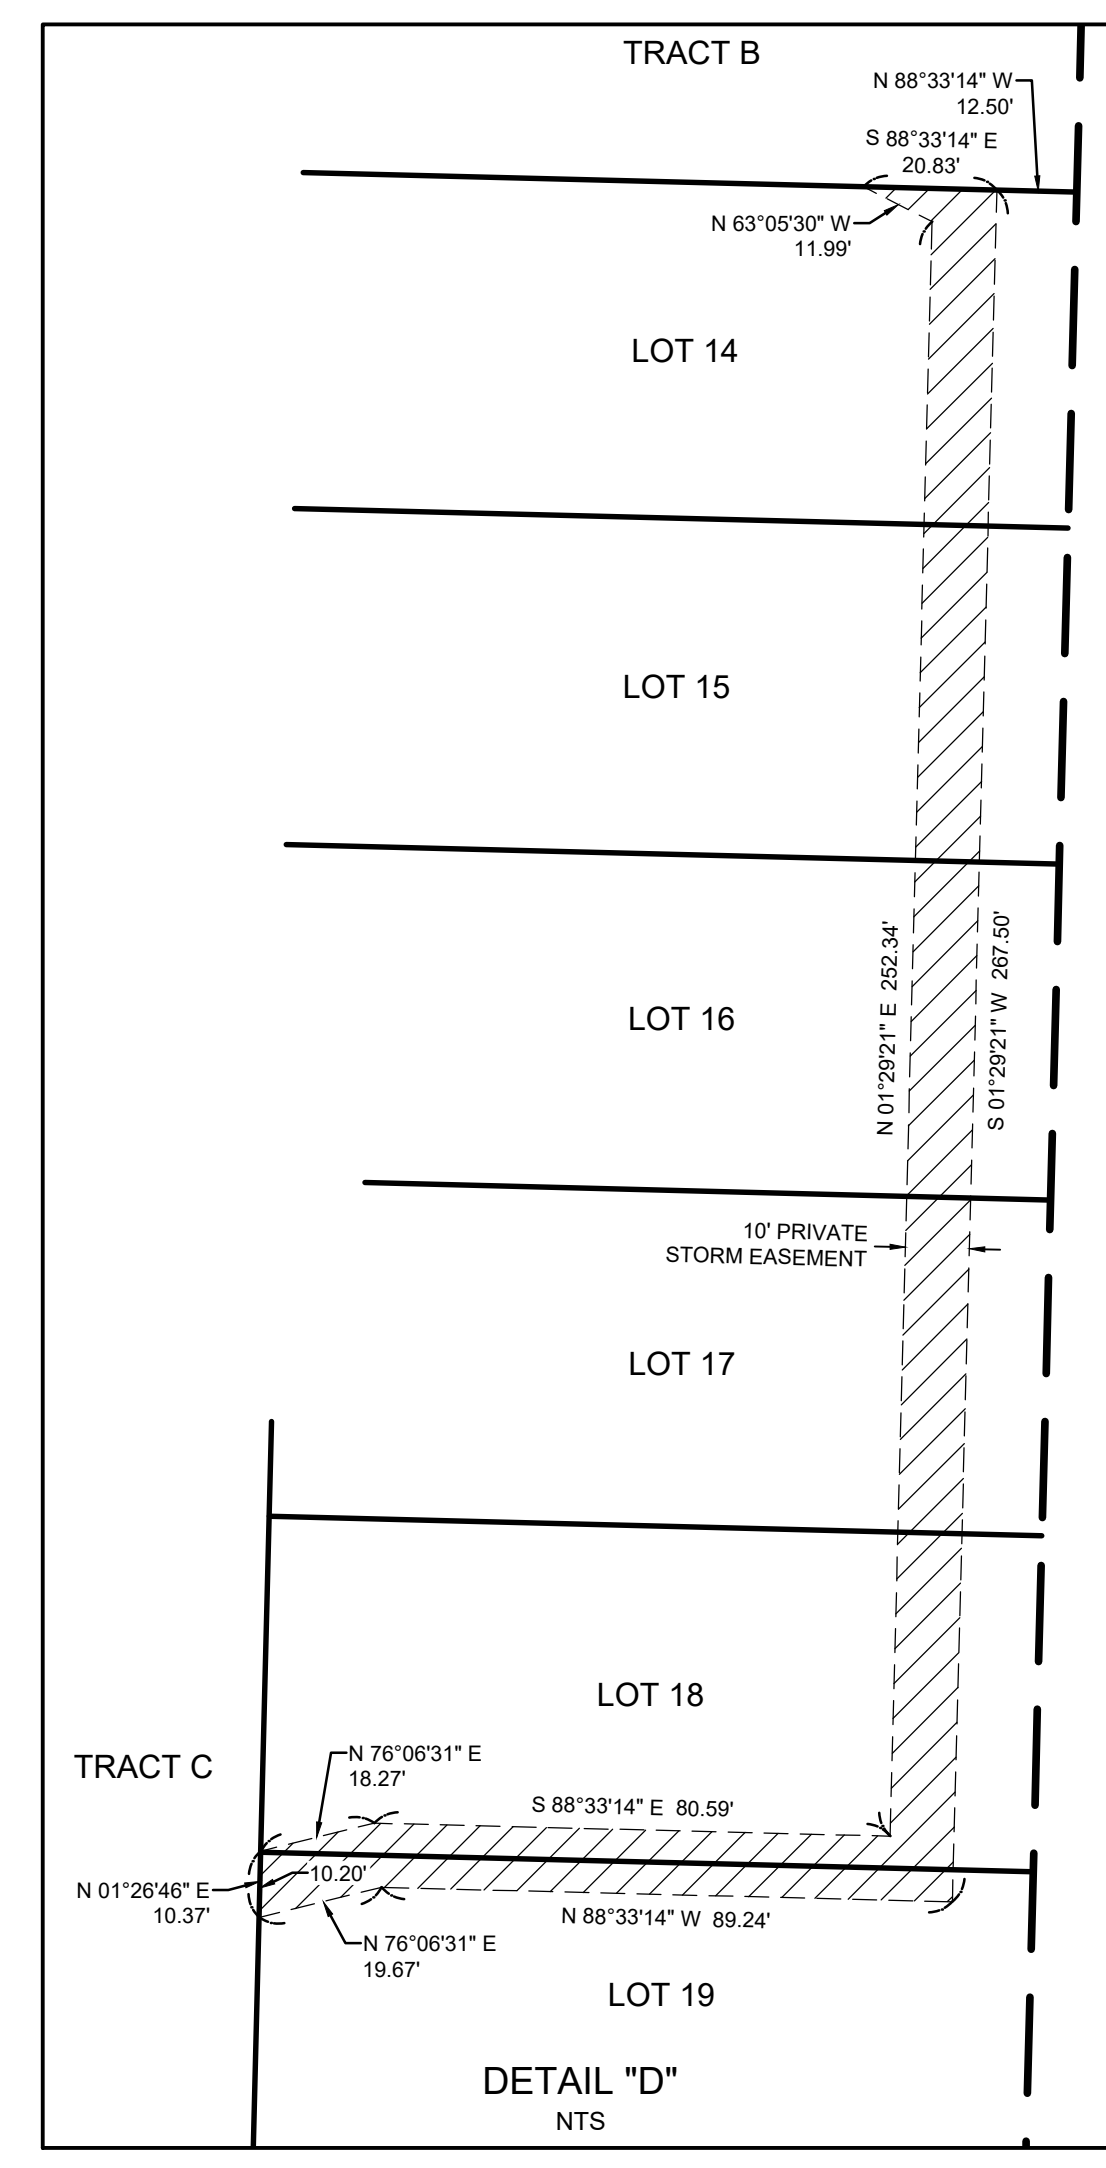 TRACT B
N 88°33'14" W
12.50'
S 88°33'14" E
20.83'
N 63°05'30" W
11.99'
LOT 14
LOT 15
LOT 16
N 01°29'21" E 252.34'
S 01°29'21" W 267.50'
10' PRIVATE
STORM EASEMENT
LOT 17
LOT 18
TRACT C
N 76°06'31" E
18.27'
S 88°33'14" E 80.59'
10.20'
N 01°26'46" E
10.37'
N 88°33'14" W 89.24'
N 76°06'31" E
19.67'
LOT 19
DETAIL "D"
NTS